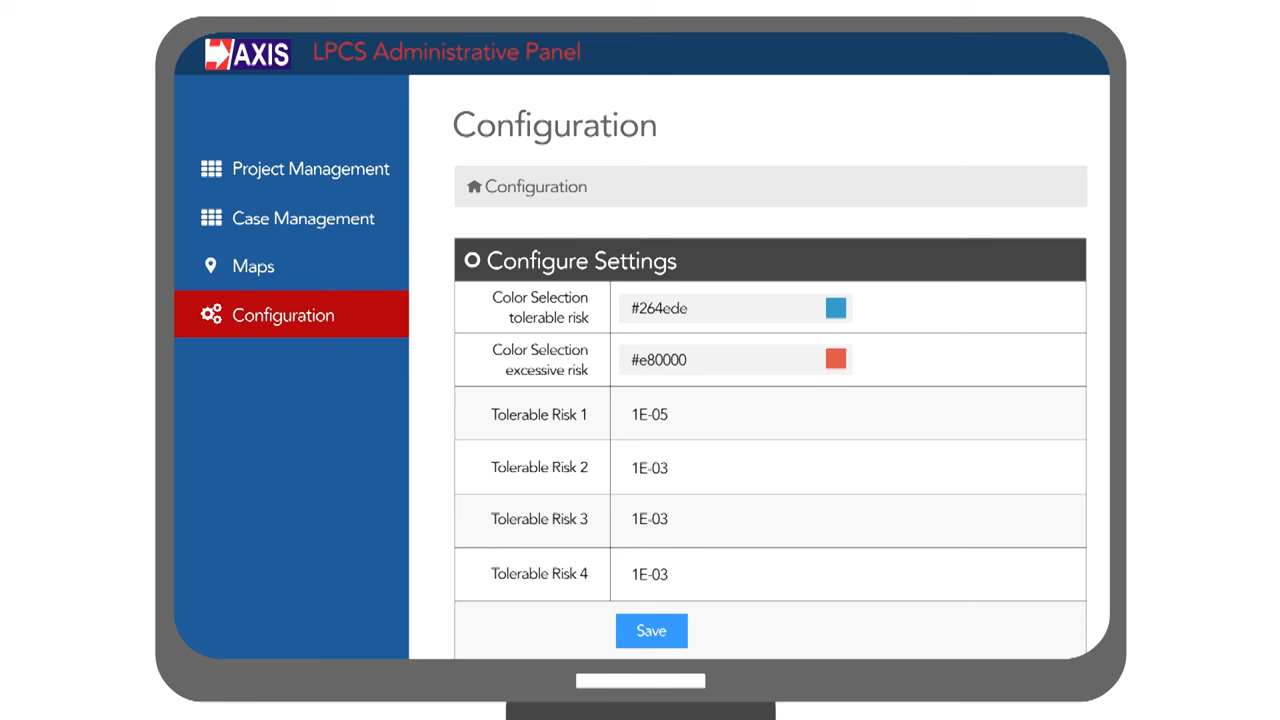 AXIS LPCS Administrative Panel
Project Management
Case Management
Maps
Configuration
Configuration
Configuration
Configure Settings
Color Selection
tolerable risk
#264ede
Color Selection
excessive risk
#e80000
Tolerable Risk 1
1E-05
Tolerable Risk 2
1E-03
Tolerable Risk 3
1E-03
Tolerable Risk 4
1E-03
Save